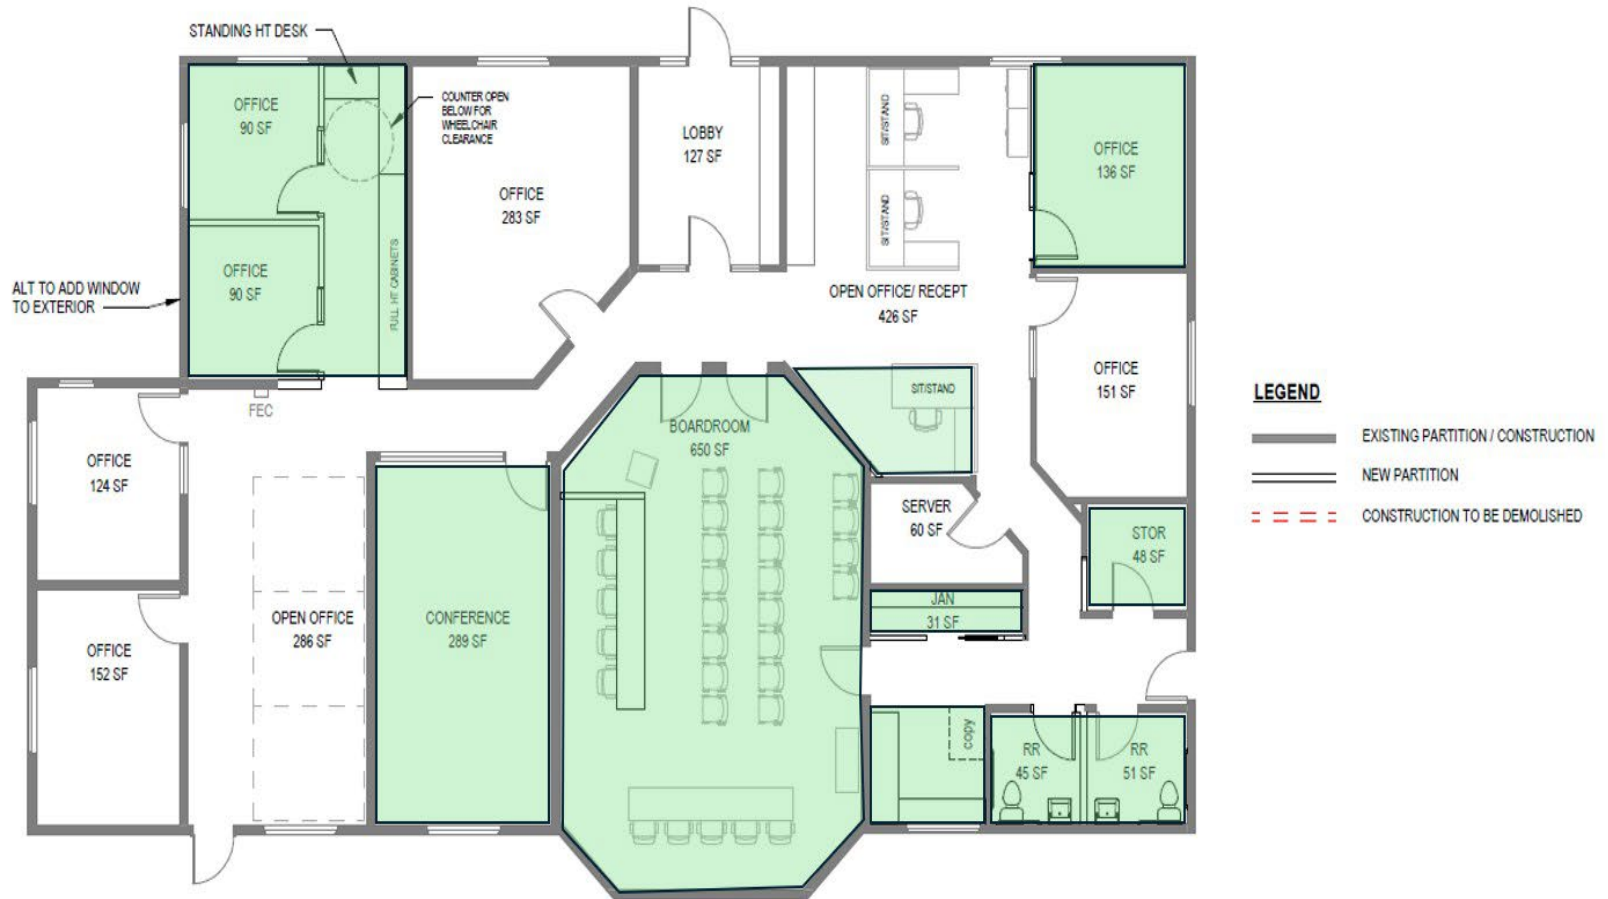 STANDING HT DESK
OFFICE
90 SF
COUNTER OPEN
BELOW FOR
WHEELCHAIR
CLEARANCE
OFFICE
283 SF
LOBBY
127 SF
SIT/STAND
SIT/STAND
OFFICE
136 SF
OFFICE
90 SF
FULL HT CABINETS
ALT TO ADD WINDOW
TO EXTERIOR
OPEN OFFICE/ RECEPT
426 SF
OFFICE
151 SF
SIT/STAND
FEC
BOARDROOM
650 SF
OFFICE
124 SF
SERVER
60 SF
STOR
48 SF
JAN
31 SF
OFFICE
152 SF
OPEN OFFICE
286 SF
CONFERENCE
289 SF
copy
RR
45 SF
RR
51 SF
LEGEND
EXISTING PARTITION / CONSTRUCTION
NEW PARTITION
CONSTRUCTION TO BE DEMOLISHED